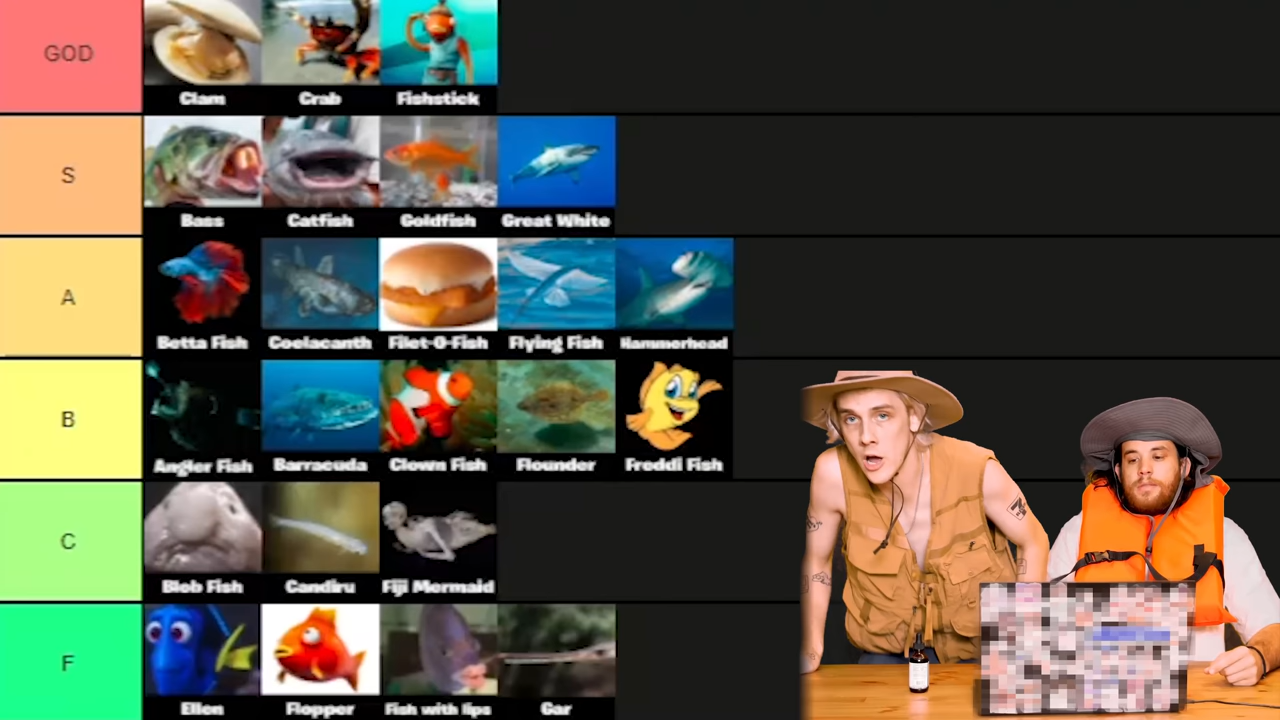 GOD
Clam Crab Fishstick
S
Bass Catfish Goldfish Great White
A
Betta Fish Coelacanth Filet-O-Fish Flying Fish Hammerhead
B
Angler Fish Barracuda Clown Fish Flounder Freddi Fish
C
Blob Fish Candiru Fiji Mermaid
F
Ellen Flopper Fish with lips Gar
7